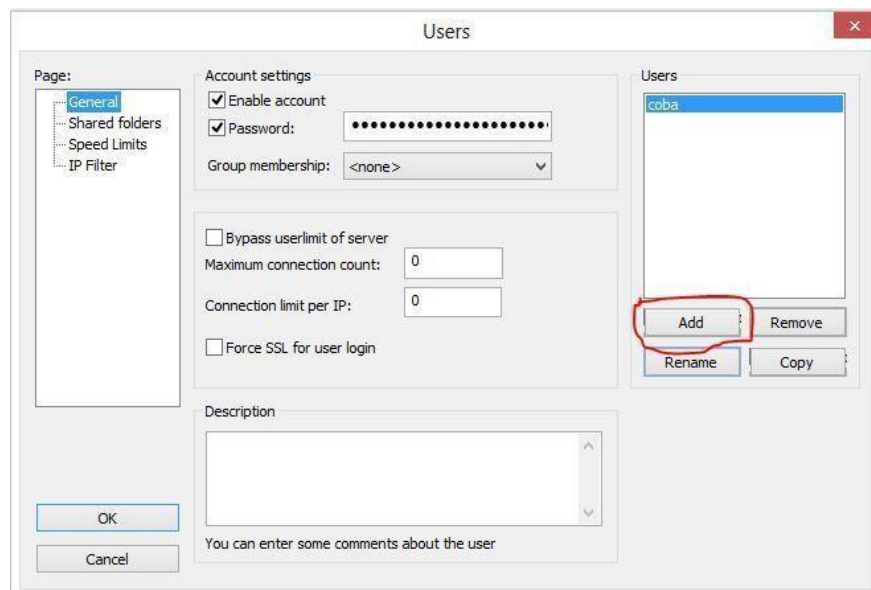 Users
Page:
General
Shared folders
Speed Limits
IP Filter
OK
Cancel
Account settings
Enable account
Password:
Group membership: <none>
Bypass userlimit of server
Maximum connection count: 0
Connection limit per IP: 0
Force SSL for user login
Description
You can enter some comments about the user
Users
coba
Add Remove
Rename Copy